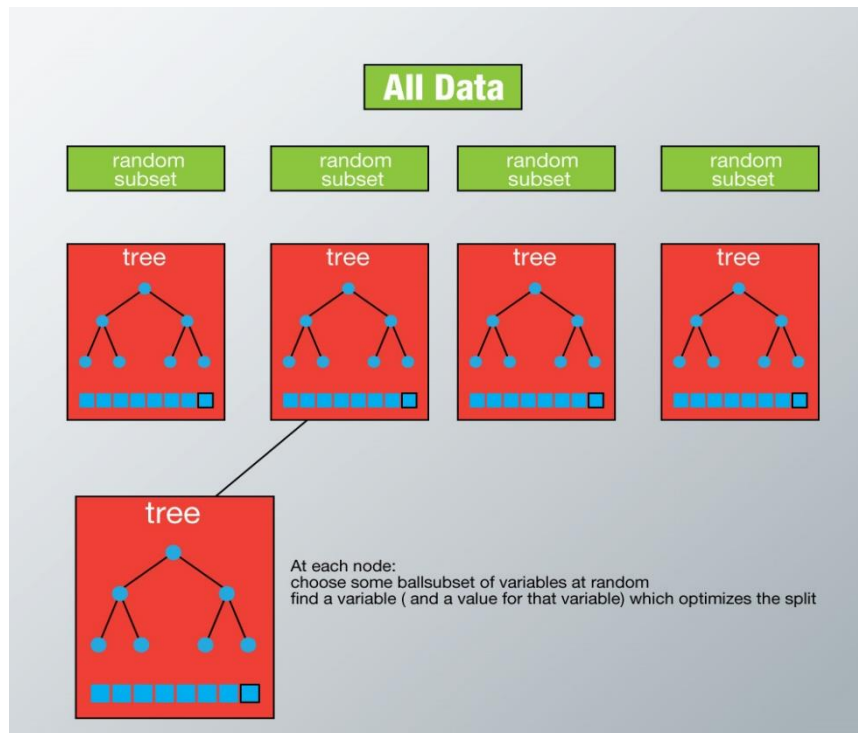 All Data
random
subset
random
subset
random
subset
random
subset
tree
tree
tree
tree
tree
At each node:
choose some ballsubset of variables at random
find a variable ( and a value for that variable) which optimizes the split